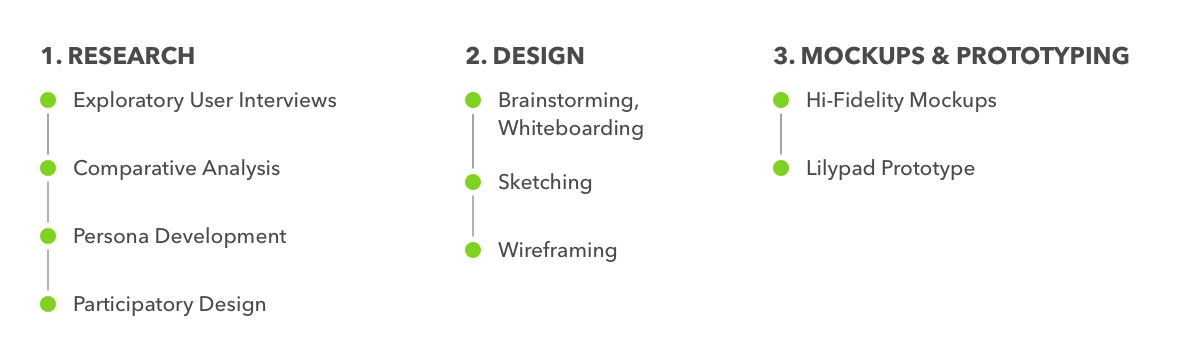 1. RESEARCH
Exploratory User Interviews
Comparative Analysis
Persona Development
Participatory Design
2. DESIGN
Brainstorming,
Whiteboarding
Sketching
Wireframing
3. MOCKUPS & PROTOTYPING
Hi-Fidelity Mockups
Lilypad Prototype